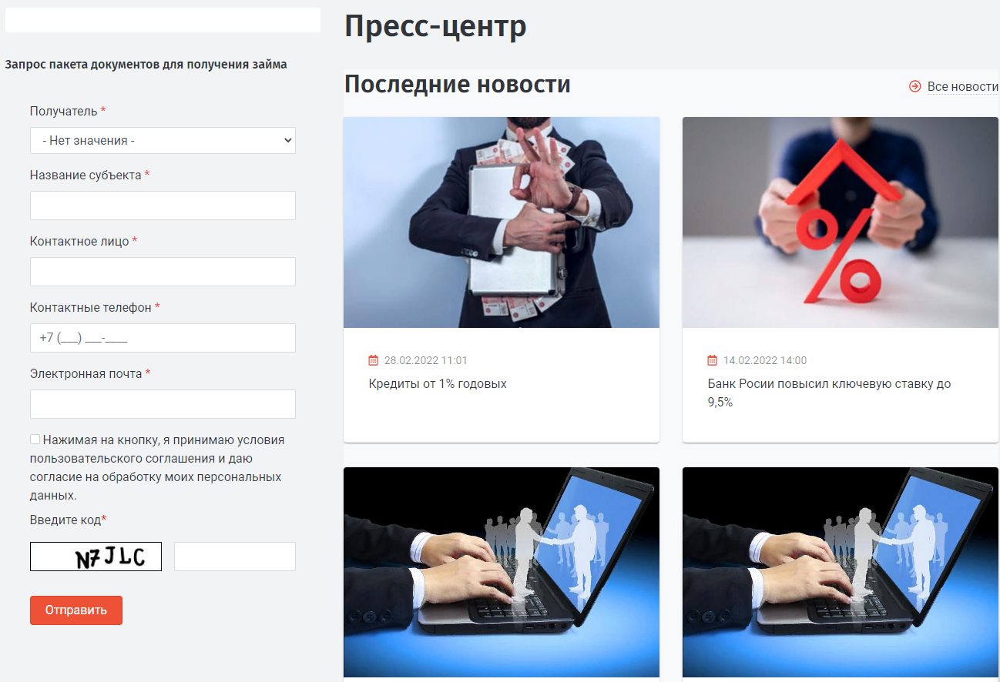 Запрос пакета документов для получения займа
Получатель *
- Нет значения -
Название субъекта *
Контактное лицо *
Контактные телефон *
+7 (___) ___-____
Электронная почта *
Нажимая на кнопку, я принимаю условия
пользовательского соглашения и даю
согласие на обработку моих персональных
данных.
Введите код*
N7JLC
Отправить
Пресс-центр
Последние новости
Все новости
28.02.2022 11:01
Кредиты от 1% годовых
%
14.02.2022 14:00
Банк Росии повысил ключевую ставку до
9,5%